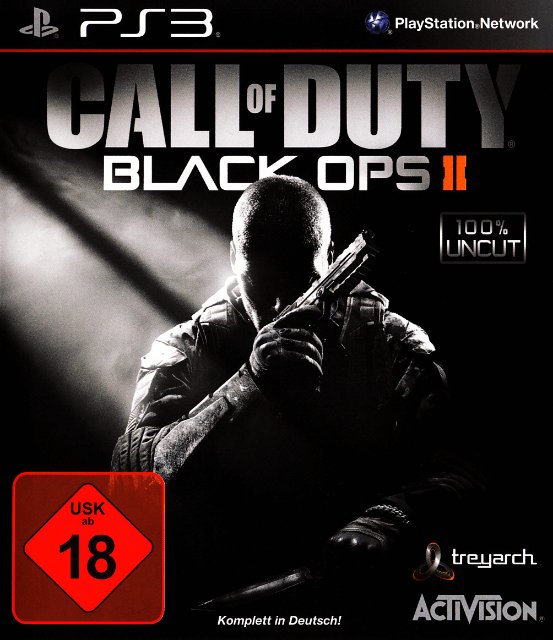 PS3
PlayStation®Network
CALL OF DUTY®
BLACK OPS II
100%
UNCUT
USK
ab
18
treyarch
Komplett in Deutsch!
ACTIVISION®